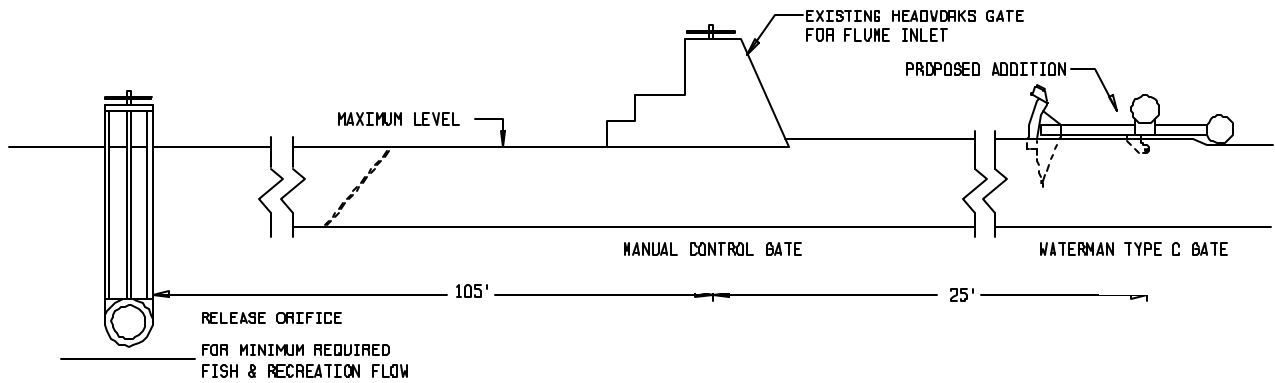 EXISTING HEADWORKS GATE
FOR FLUME INLET
PROPOSED ADDITION
MAXIMUM LEVEL
MANUAL CONTROL GATE
WATERMAN TYPE C GATE
105'
25'
RELEASE ORIFICE
FOR MINIMUM REQUIRED
FISH & RECREATION FLOW